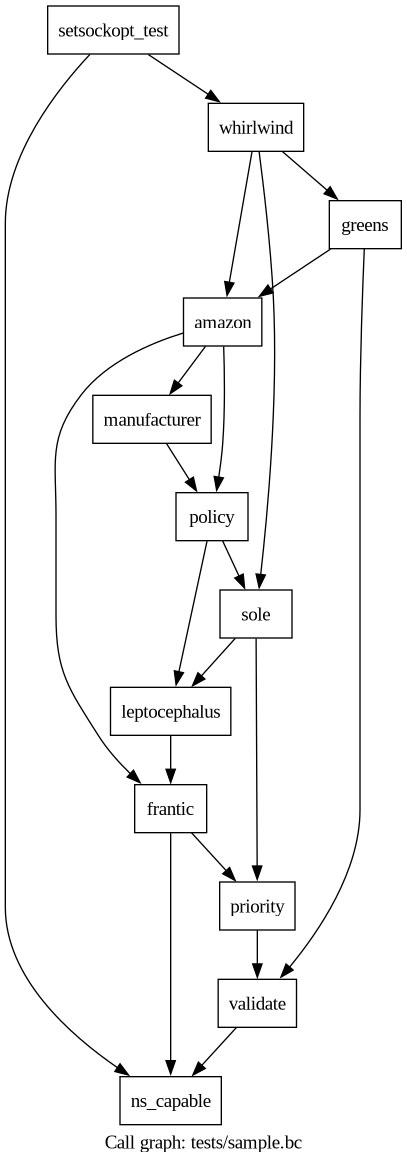 setsockopt_test
whirlwind
greens
amazon
manufacturer
policy
sole
leptocephalus
frantic
priority
validate
ns_capable
Call graph: tests/sample.bc